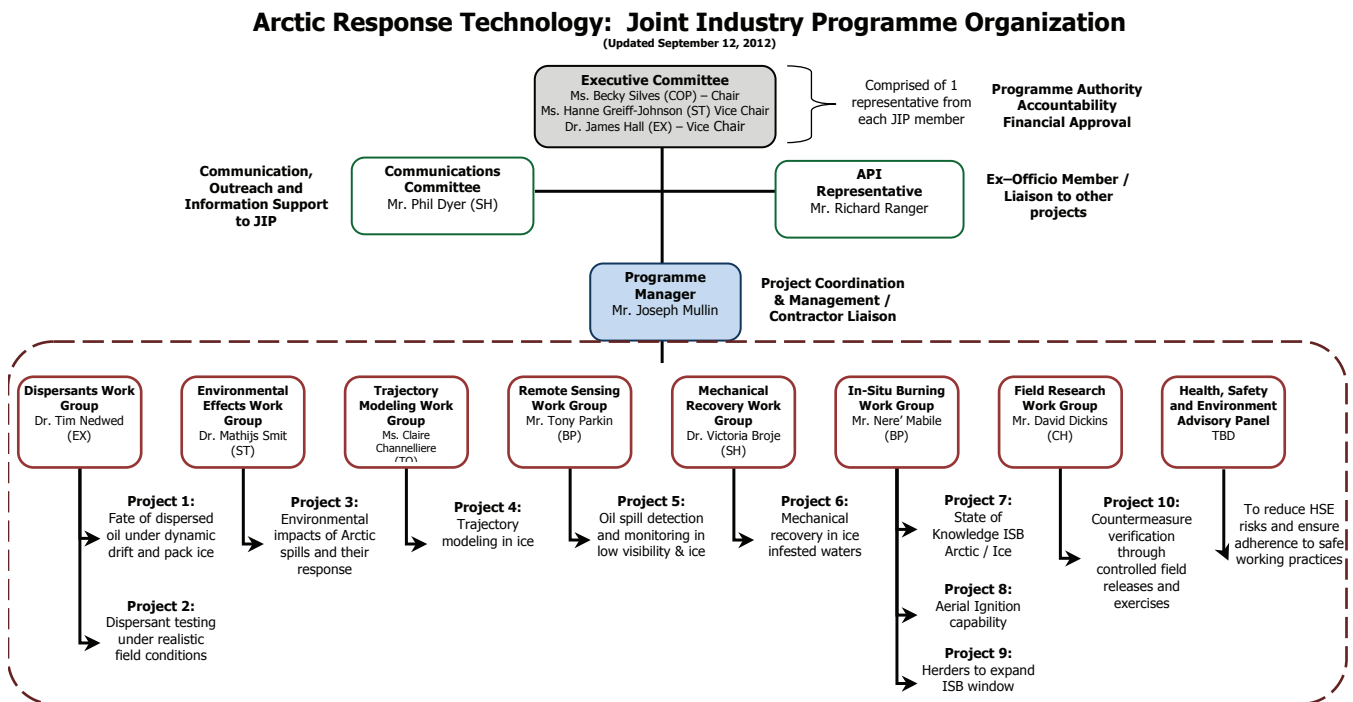 Arctic Response Technology: Joint Industry Programme Organization
(Updated September 12, 2012)
Executive Committee
Ms. Becky Silves (COP) – Chair
Ms. Hanne Greiff-Johnson (ST) Vice Chair
Dr. James Hall (EX) – Vice Chair
Comprised of 1
representative from
each JIP member
Programme Authority
Accountability
Financial Approval
Communication,
Outreach and
Information Support
to JIP
Communications
Committee
Mr. Phil Dyer (SH)
API
Representative
Mr. Richard Ranger
Ex–Officio Member /
Liaison to other
projects
Programme
Manager
Mr. Joseph Mullin
Project Coordination
& Management /
Contractor Liaison
Dispersants Work
Group
Dr. Tim Nedwed
(EX)
Environmental
Effects Work
Group
Dr. Mathijs Smit
(ST)
Trajectory
Modeling Work
Group
Ms. Claire
Channelliere
(TO)
Remote Sensing
Work Group
Mr. Tony Parkin
(BP)
Mechanical
Recovery Work
Group
Dr. Victoria Broje
(SH)
In-Situ Burning
Work Group
Mr. Nere’ Mabile
(BP)
Field Research
Work Group
Mr. David Dickins
(CH)
Health, Safety
and Environment
Advisory Panel
TBD
Project 1:
Fate of dispersed
oil under dynamic
drift and pack ice
Project 2:
Dispersant testing
under realistic
field conditions
Project 3:
Environmental
impacts of Arctic
spills and their
response
Project 4:
Trajectory
modeling in ice
Project 5:
Oil spill detection
and monitoring in
low visibility & ice
Project 6:
Mechanical
recovery in ice
infested waters
Project 7:
State of
Knowledge ISB
Arctic / Ice
Project 8:
Aerial Ignition
capability
Project 9:
Herders to expand
ISB window
Project 10:
Countermeasure
verification
through
controlled field
releases and
exercises
To reduce HSE
risks and ensure
adherence to safe
working practices